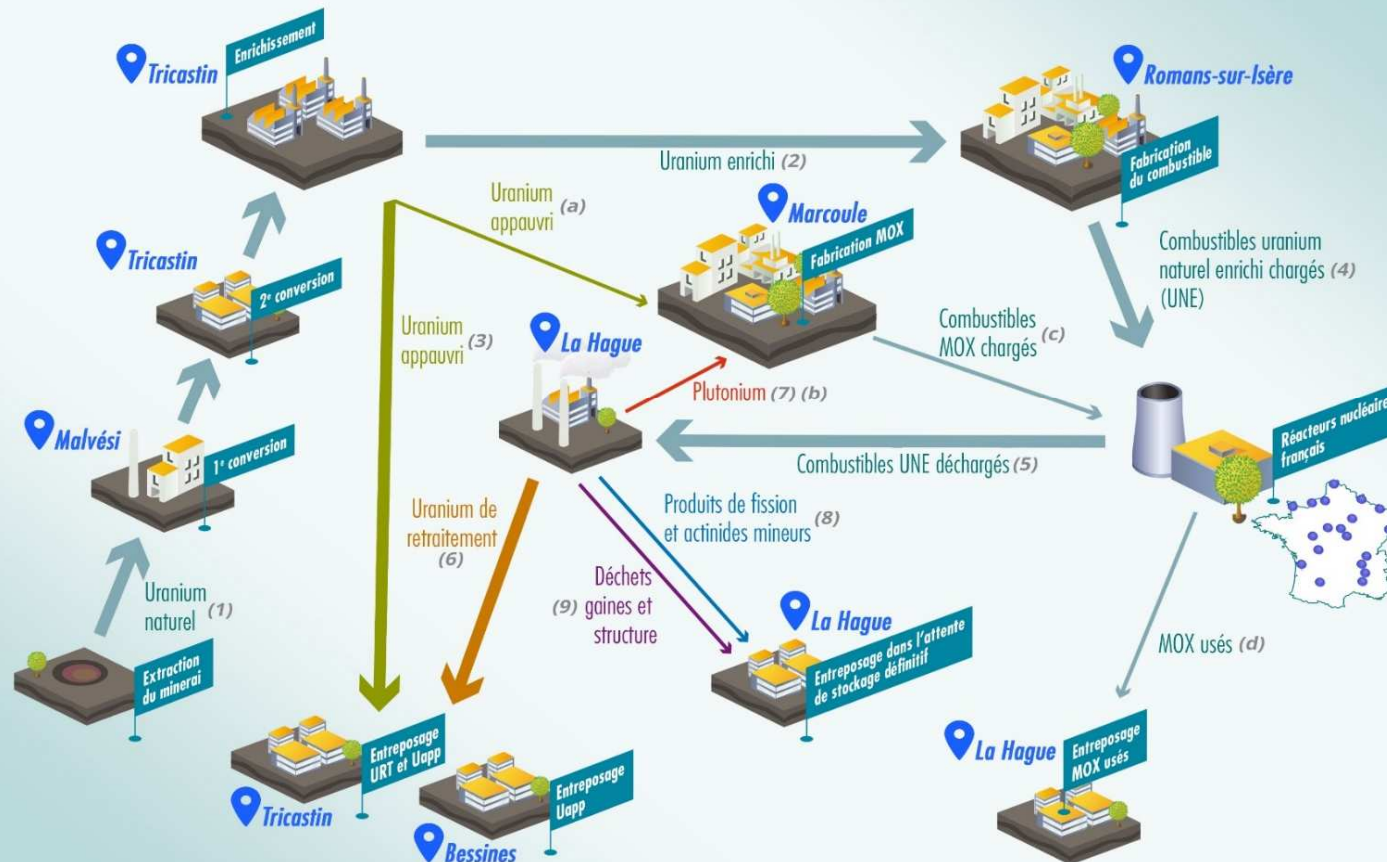 Enrichissement
Tricastin
Romans-sur-Isère
Fabrication
du combustible
Uranium enrichi (2)
Uranium
appauvri (a)
Marcoule
Fabrication MOX
Tricastin
2e conversion
Combustibles uranium
naturel enrichi chargés (4)
(UNE)
Uranium
appauvri (3)
La Hague
Combustibles
MOX chargés (c)
Plutonium (7) (b)
Malvési
1e conversion
Réacteurs nucléaire
français
Combustibles UNE déchargés (5)
Uranium de
retraitement
(6)
Produits de fission
et actinides mineurs (8)
Déchets
(9) gaines et
structure
Uranium
naturel (1)
Extraction
du minerai
La Hague
Entreposage dans l'attente
de stockage définitif
MOX usés (d)
Entreposage
URT et Uapp
Tricastin
Entreposage
Uapp
Bessines
La Hague
Entreposage
MOX usés